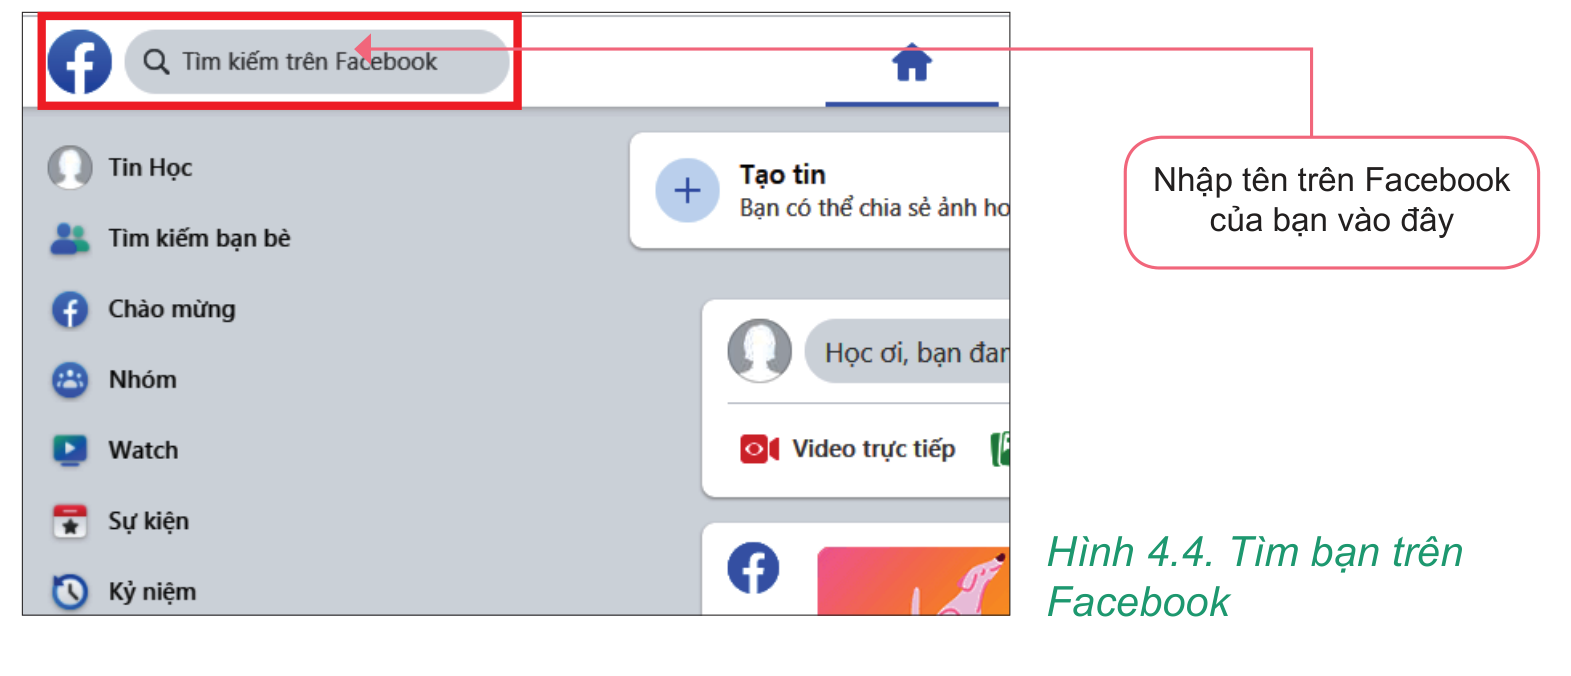 Tìm kiếm trên Facebook
Tin Học
Tìm kiếm bạn bè
Chào mừng
Nhóm
Watch
Sự kiện
Kỷ niệm
Tạo tin
Bạn có thể chia sẻ ảnh ho
Học ơi, bạn đan
Video trực tiếp
Nhập tên trên Facebook
của bạn vào đây
Hình 4.4. Tìm bạn trên
Facebook